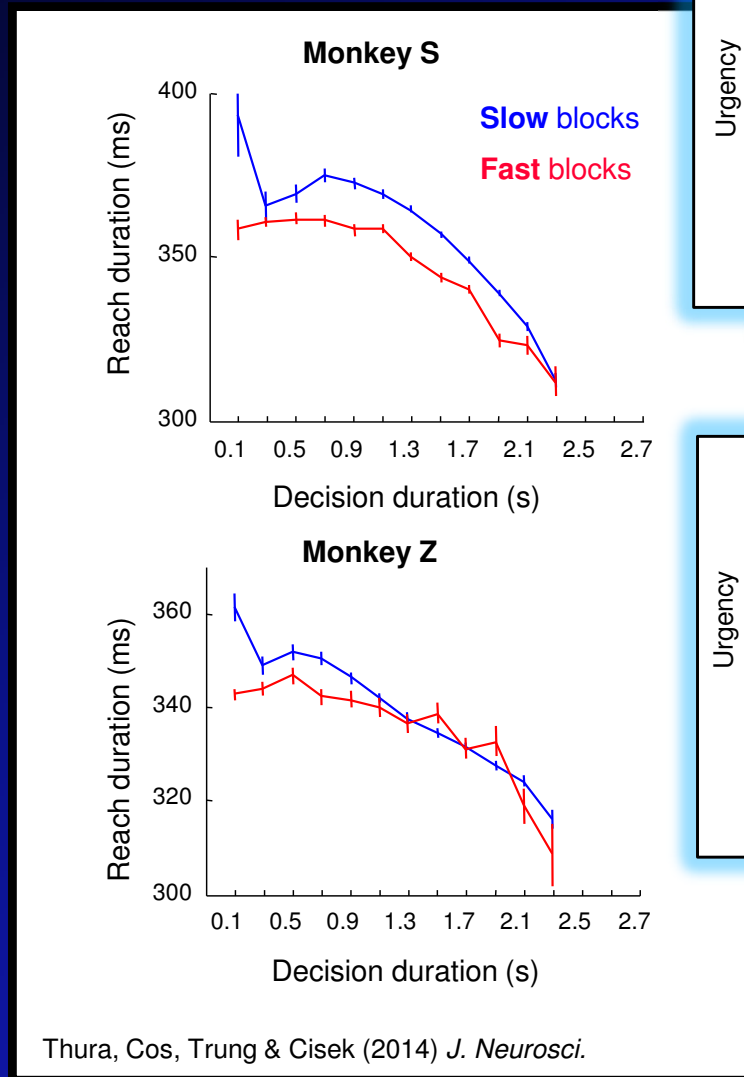 Monkey S
400
350
300
Reach duration (ms)
Slow blocks
Fast blocks
0.1 0.5 0.9 1.3 1.7 2.1 2.5 2.7
Decision duration (s)
Monkey Z
360
340
320
300
Reach duration (ms)
0.1 0.5 0.9 1.3 1.7 2.1 2.5 2.7
Decision duration (s)
Thura, Cos, Trung & Cisek (2014) J. Neurosci.
Urgency
Urgency